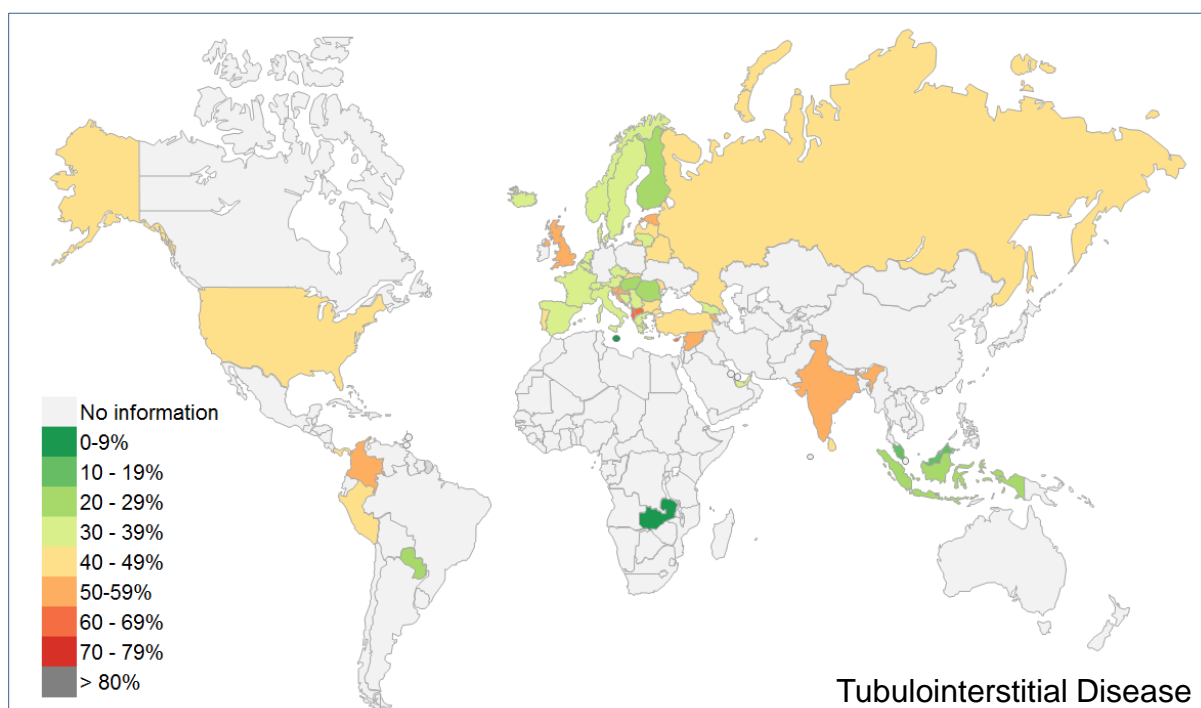 No information
0-9%
10 - 19%
20 - 29%
30 - 39%
40 - 49%
50-59%
60 - 69%
70 - 79%
> 80%
Tubulointerstitial Disease